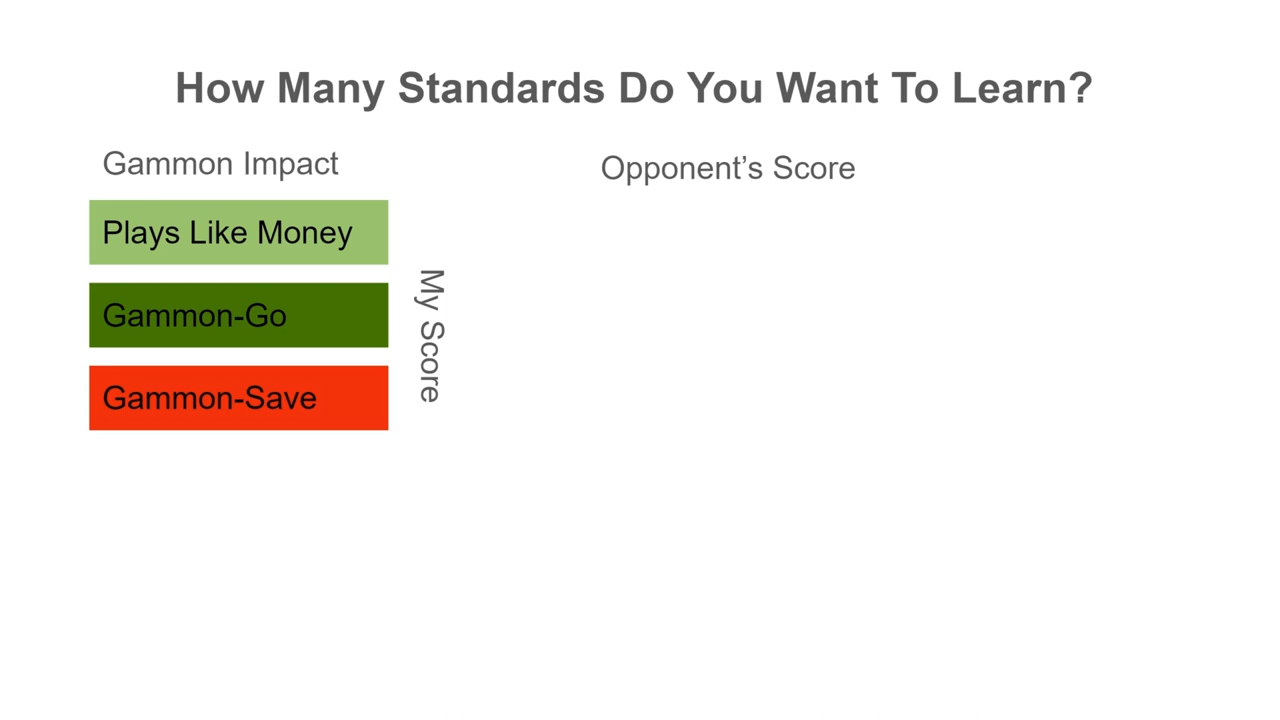 How Many Standards Do You Want To Learn?
Gammon Impact
Opponent’s Score
Plays Like Money
Gammon-Go
Gammon-Save
My Score